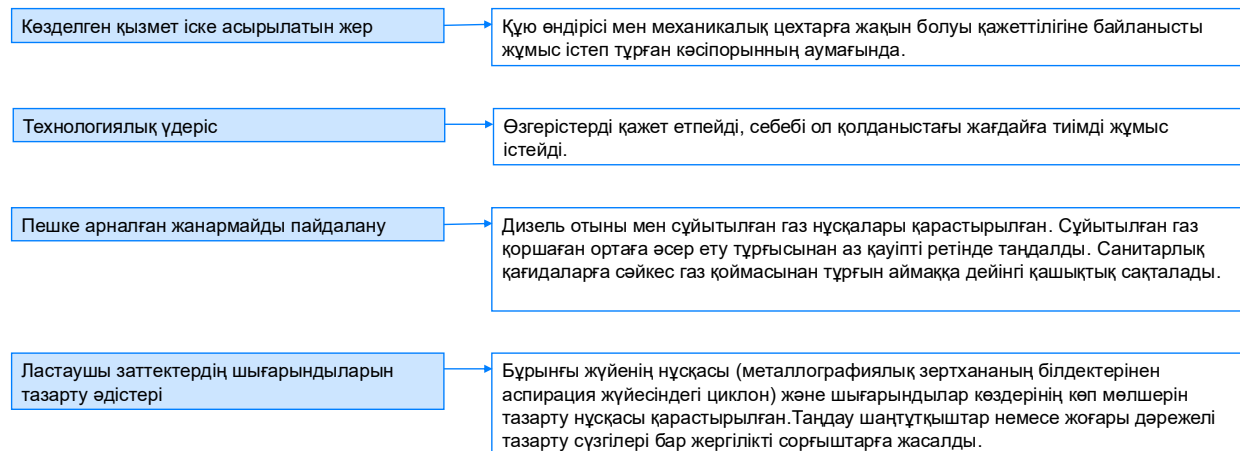 Көзделген қызмет іске асырылатын жер
Құю өндірісі мен механикалық цехтарға жақын болуы қажеттілігіне байланысты
жұмыс істеп тұрған кәсіпорынның аумағында.
Технологиялық үдеріс
Өзгерістерді қажет етпейді, себебі ол қолданыстағы жағдайға тиімді жұмыс
істейді.
Пешке арналған жанармайды пайдалану
Дизель отыны мен сұйытылған газ нұсқалары қарастырылған. Сұйытылған газ
қоршаған ортаға әсер ету тұрғысынан аз қауіпті ретінде таңдалды. Санитарлық
қағидаларға сәйкес газ қоймасынан тұрғын аймаққа дейінгі қашықтық сақталады.
Ластаушы заттектердің шығарындыларын
тазарту әдістері
Бұрынғы жүйенің нұсқасы (металлографиялық зертхананың білдектерінен
аспирация жүйесіндегі циклон) және шығарындылар көздерінің көп мөлшерін
тазарту нұсқасы қарастырылған.Таңдау шаңтұтқыштар немесе жоғары дәрежелі
тазарту сүзгілері бар жергілікті сорғыштарға жасалды.